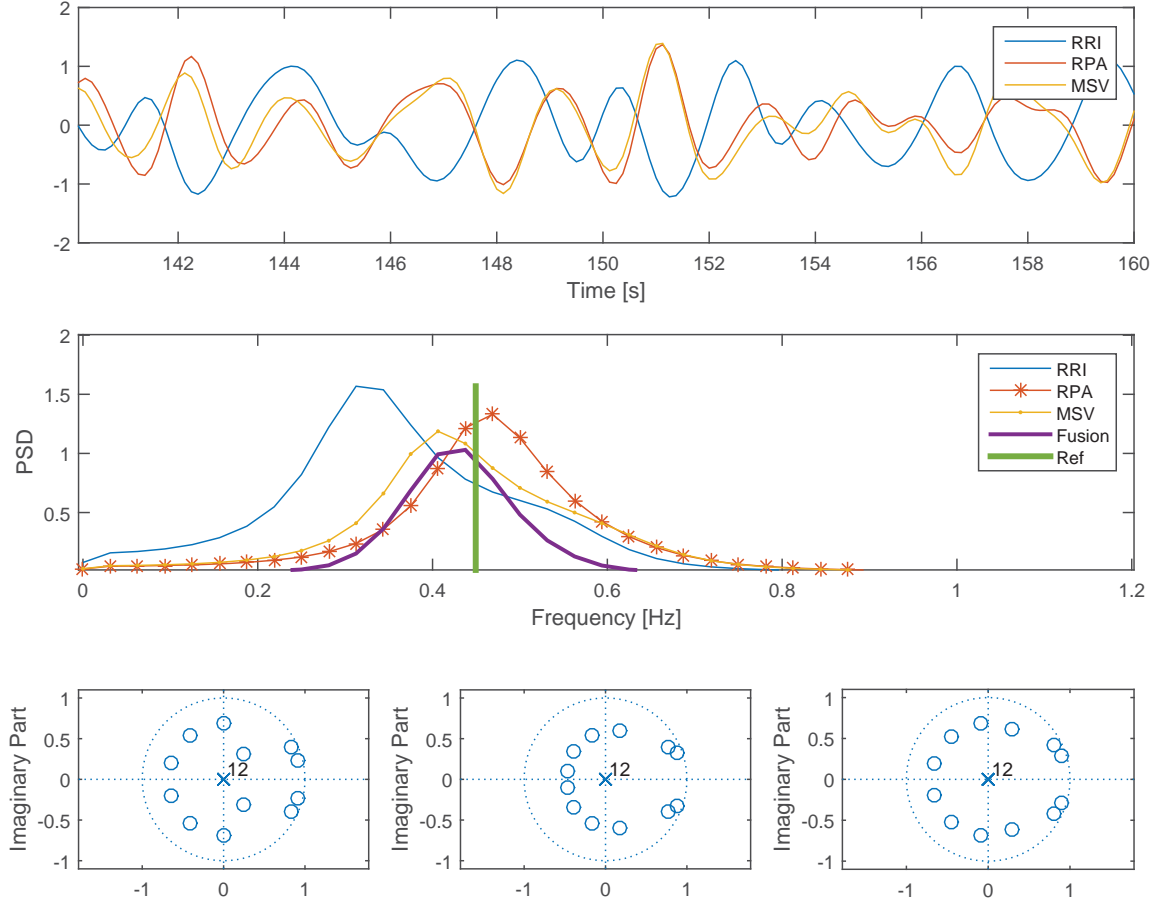 2
1
0
-1
-2
142 144 146 148 150 152 154 156 158 160
Time [s]
RRI
RPA
MSV
2
1.5
1
0.5
PSD
0 0.2 0.4 0.6 0.8 1 1.2
Frequency [Hz]
RRI
RPA
MSV
Fusion
Ref
Imaginary Part
1
0.5
0
-0.5
-1
12
-1 0 1
Imaginary Part
1
0.5
0
-0.5
-1
12
-1 0 1
Imaginary Part
1
0.5
0
-0.5
-1
12
-1 0 1